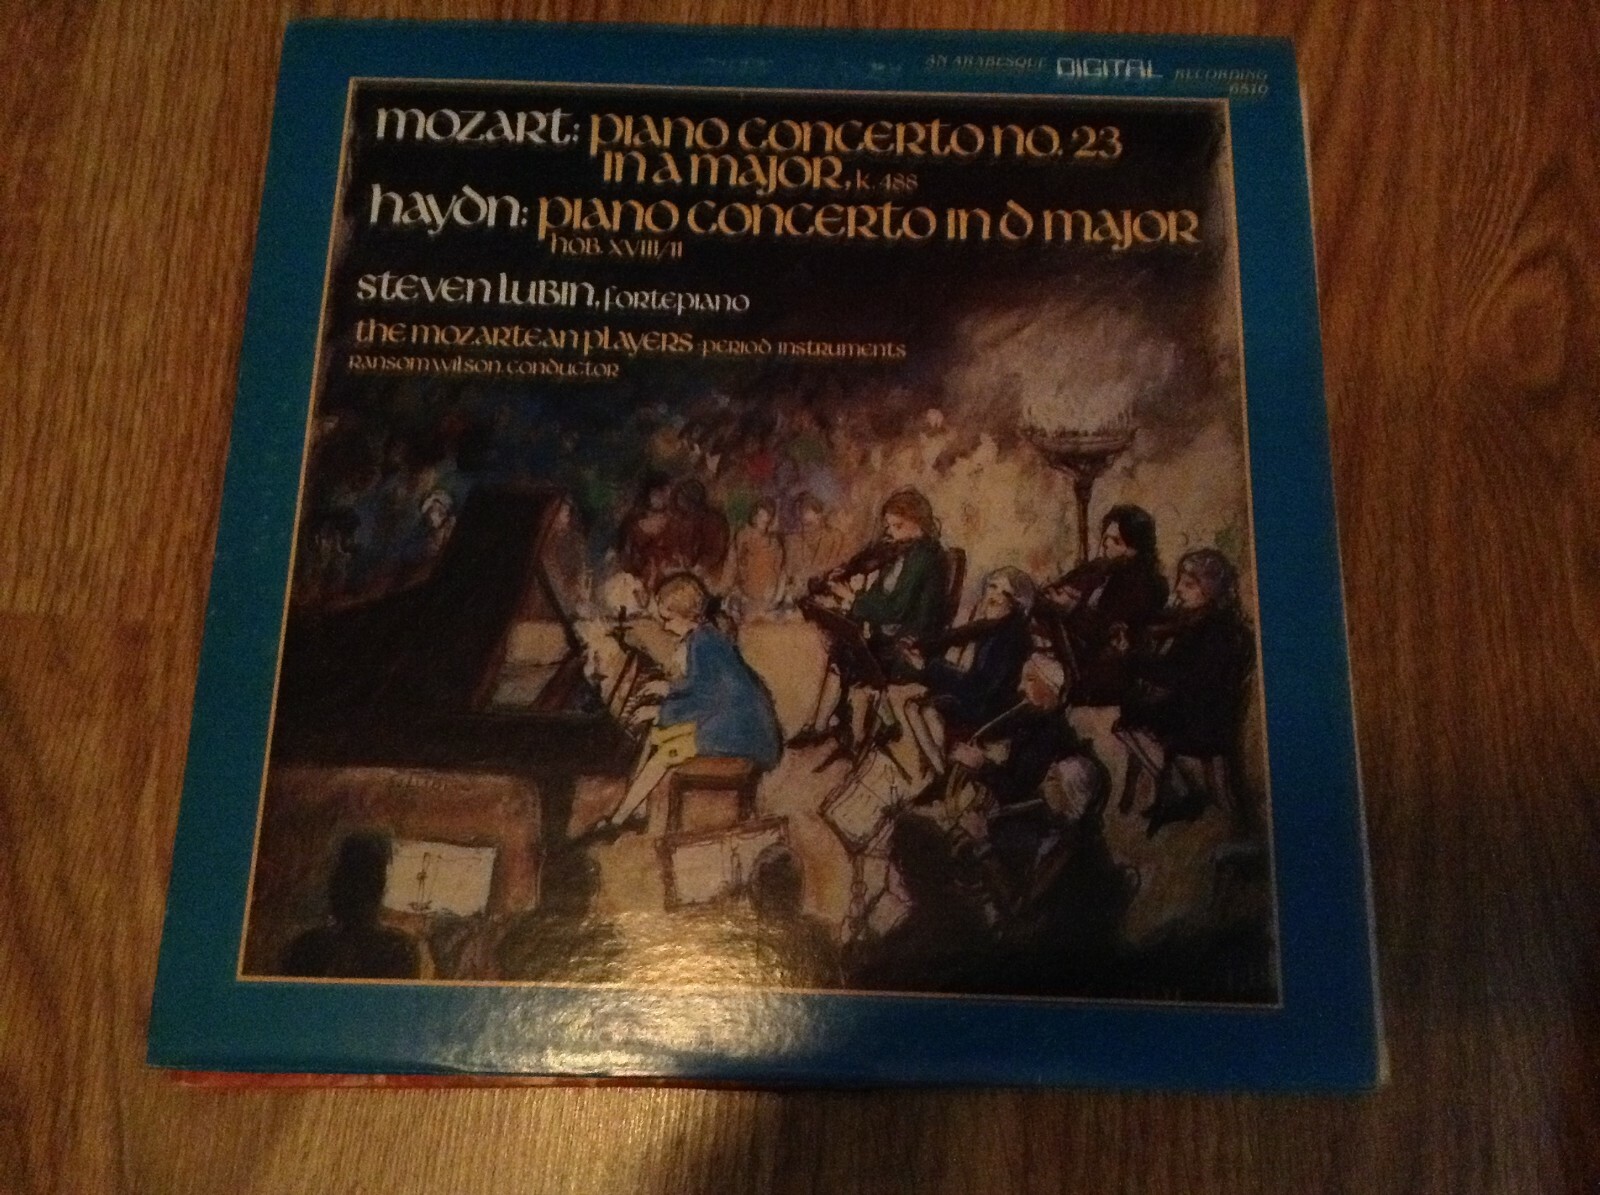 AN ARABESQUE DIGITAL RECORDING
6510
mozart: piano concerto no. 23
in a major, k. 488
haydn: piano concerto in d major
hob. XVIII/11
steven lubin, fortepiano
the mozartean players - period instruments
ransom wilson, conductor